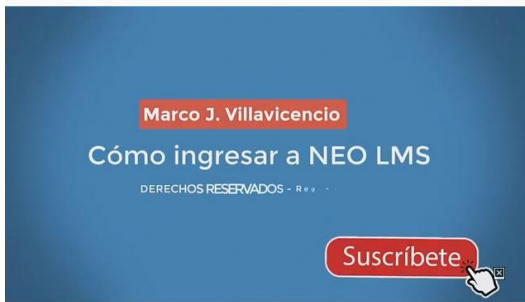 Marco J. Villavicencio
Cómo ingresar a NEO LMS
DERECHOS RESERVADOS -
Suscríbete